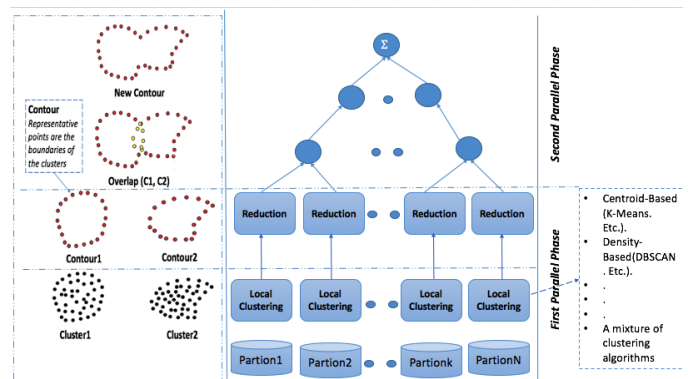 New Contour
Contour
Representative
points are the
boundaries of
the clusters
Overlap (C1, C2)
Contour1
Contour2
Cluster1
Cluster2
Σ
Reduction
Reduction
Reduction
Reduction
Local
Clustering
Local
Clustering
Local
Clustering
Local
Clustering
Partion1
Partion2
Partionk
PartionN
Second Parallel Phase
First Parallel Phase
• Centroid-Based
(K-Means.
Etc.).
• Density-
Based(DBSCAN
. Etc.).
• .
• .
• .
• A mixture of
clustering
algorithms